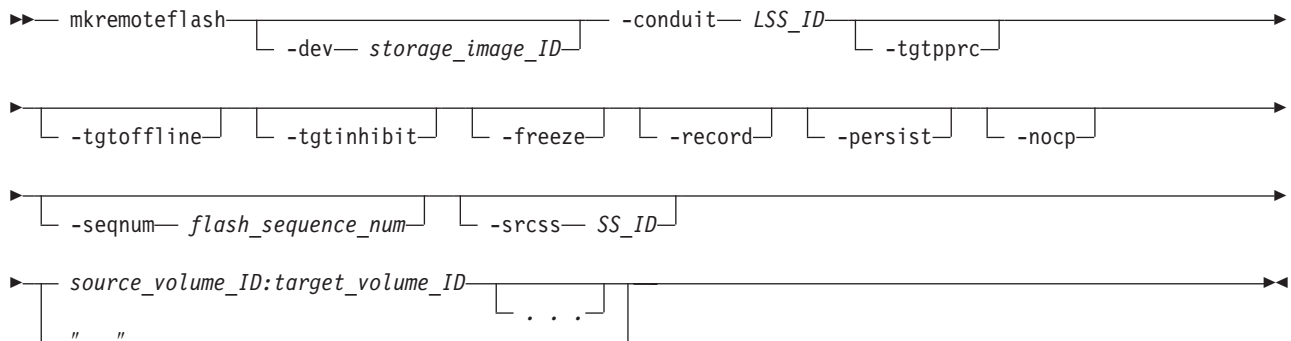 mkremoteflash -dev storage_image_ID -conduit LSS_ID -tgtpprc
-tgtoffline -tgtinhibit -freeze -record -persist -nocp
-seqnum flash_sequence_num -srcss SS_ID
source_volume_ID:target_volume_ID . . .
" "